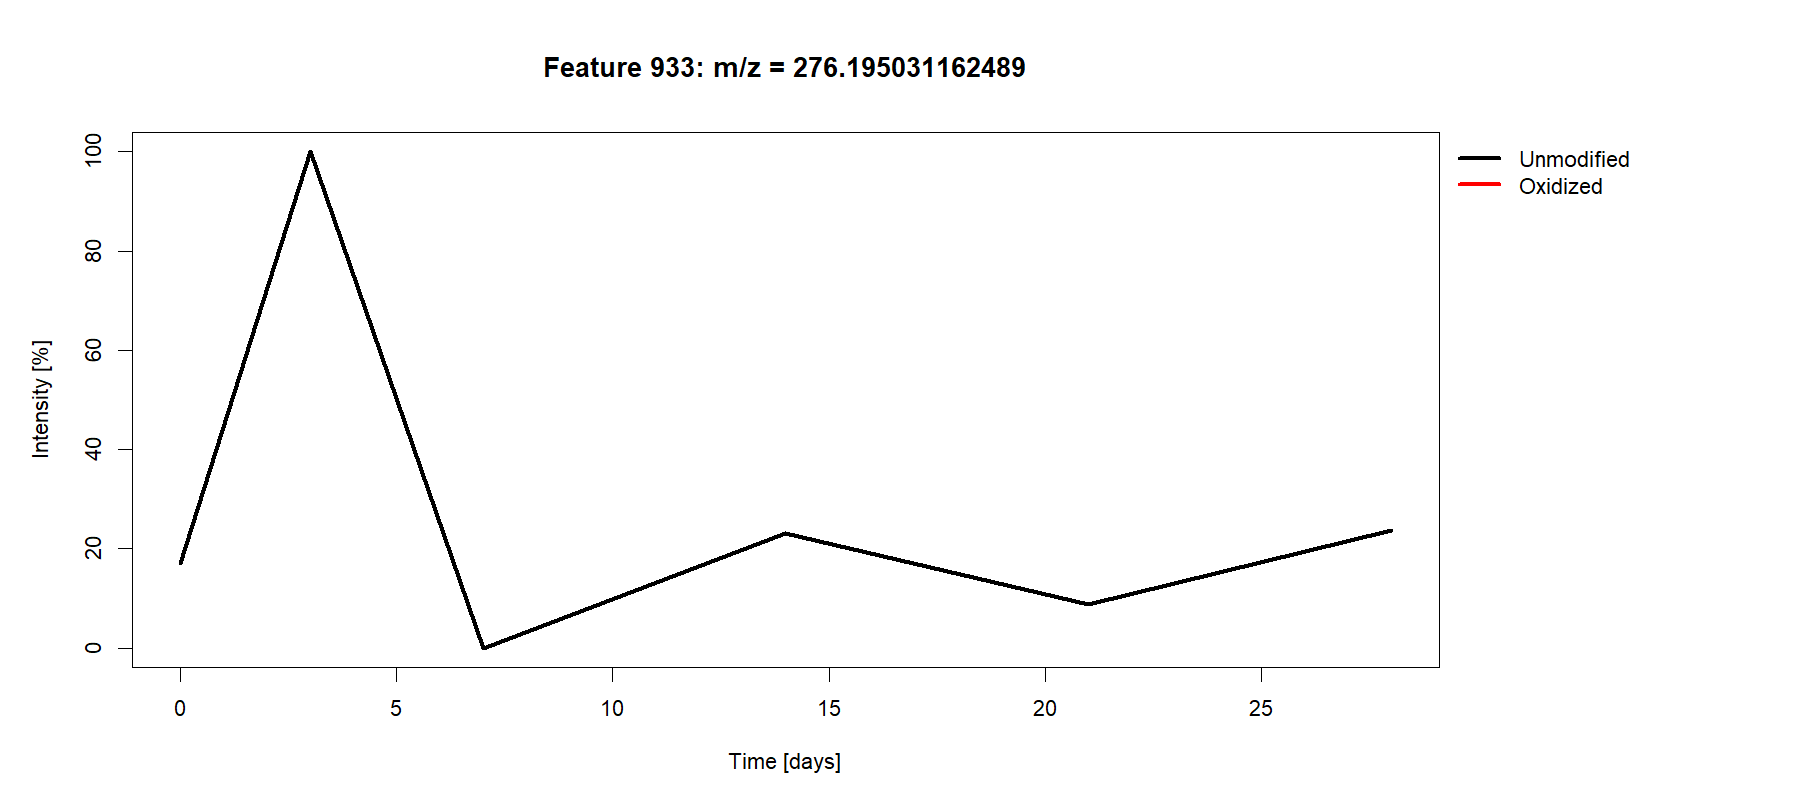 Feature 933: m/z = 276.195031162489
Unmodified
Oxidized
Intensity [%]
100
80
60
40
20
0
0 5 10 15 20 25
Time [days]